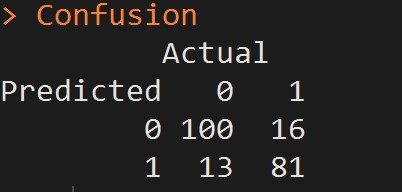 > Confusion
Actual
Predicted 0 1
0 100 16
1 13 81